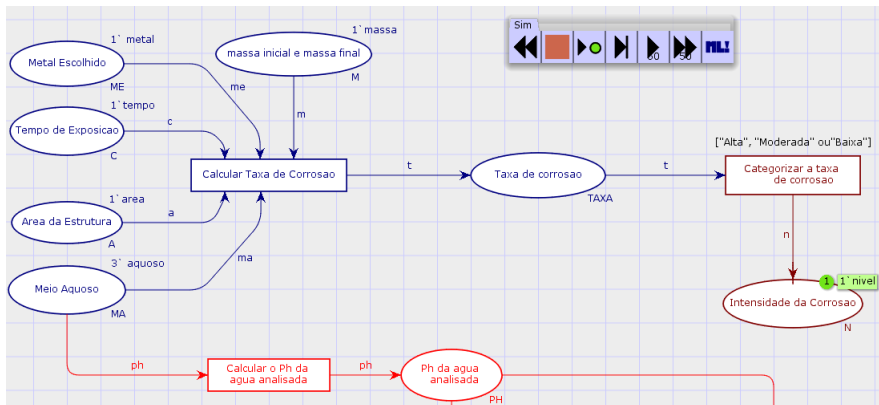 Sim
60
50
ML!
1` metal
Metal Escolhido
ME
me
1`massa
massa inicial e massa final
M
m
1`tempo
Tempo de Exposicao
C
c
["Alta", "Moderada" ou"Baixa"]
Calcular Taxa de Corrosao
t
Taxa de corrosao
TAXA
t
Categorizar a taxa
de corrosao
1`area
Area da Estrutura
A
a
n
3` aquoso
Meio Aquoso
MA
ma
1
1`nivel
Intensidade da Corrosao
N
ph
Calcular o Ph da
agua analisada
ph
Ph da agua
analisada
PH